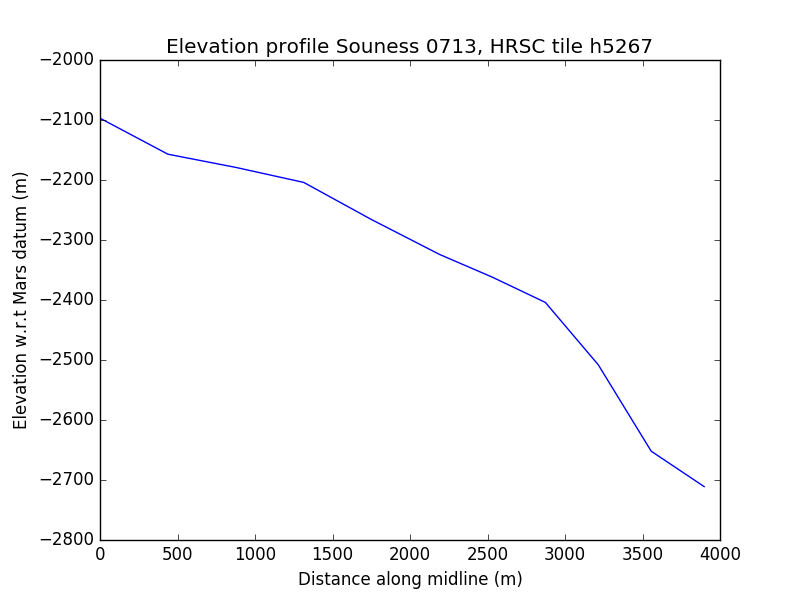 Elevation profile Souness 0713, HRSC tile h5267
−2000
−2100
−2200
−2300
−2400
−2500
−2600
−2700
−2800
Elevation w.r.t Mars datum (m)
0 500 1000 1500 2000 2500 3000 3500 4000
Distance along midline (m)